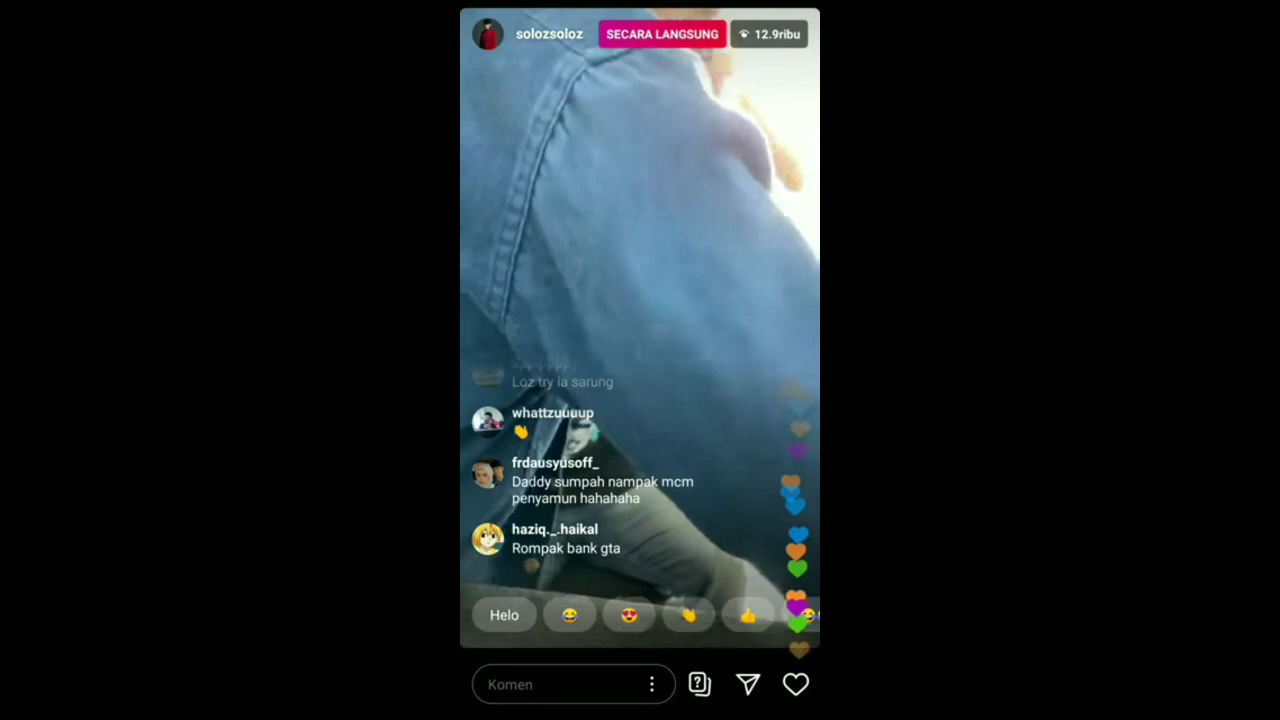 solozsoloz SECARA LANGSUNG 12.9ribu
Loz try la sarung
whattzuuuup
👏
frdausyusoff_
Daddy sumpah nampak mcm
penyamun hahahaha
haziq._.haikal
Rompak bank gta
Helo 😂 😍 👏 👍 😂
Komen